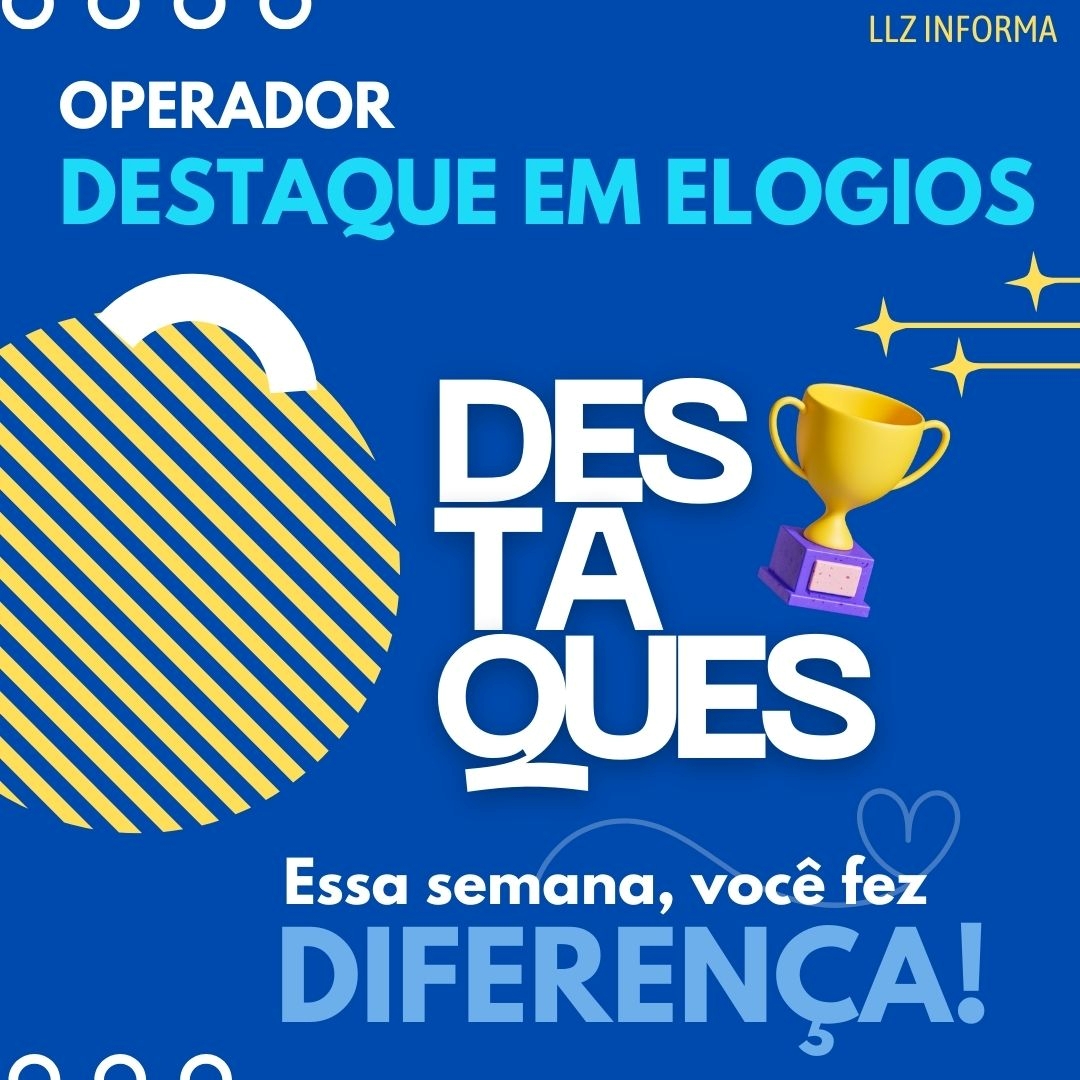 LLZ INFORMA
OPERADOR
DESTAQUE EM ELOGIOS
DES
TA
QUES
Essa semana, você fez
DIFERENÇA!